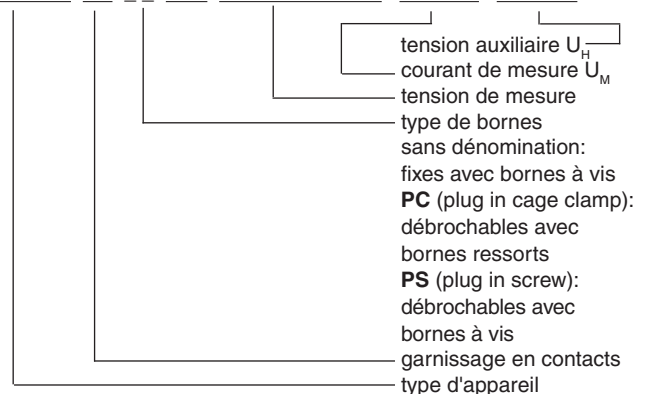 tension auxiliaire U_H
courant de mesure U_M
tension de mesure
type de bornes
sans dénomination:
fixes avec bornes à vis
PC (plug in cage clamp):
débrochables avec
bornes ressorts
PS (plug in screw):
débrochables avec
bornes à vis
garnissage en contacts
type d'appareil